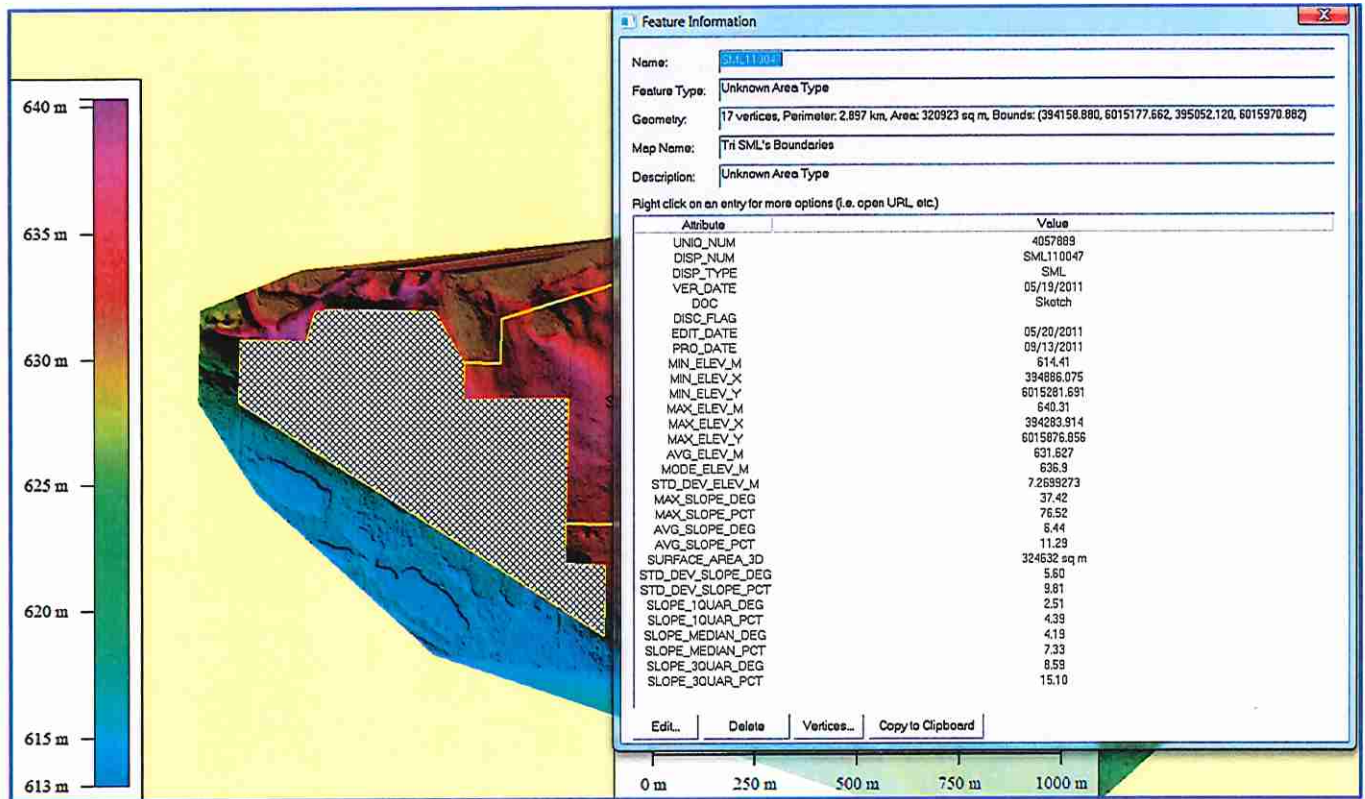 Feature Information
Name: SML110047
Feature Type: Unknown Area Type
Geometry: 17 vertices, Perimeter: 2,897 km, Area: 320923 sq m, Bounds: (394158.880, 6015177.662, 395052.120, 6015970.882)
Map Name: Tri SML's Boundaries
Description: Unknown Area Type
Right click on an entry for more options (i.e. open URL, etc.)
Attribute Value
UNIQ_NUM 4057889
DISP_NUM SML110047
DISP_TYPE SML
VER_DATE 05/19/2011
DOC Sketch
DISC_FLAG
EDIT_DATE 05/20/2011
PRO_DATE 09/13/2011
MIN_ELEV_M 614.41
MIN_ELEV_X 394886.075
MIN_ELEV_Y 6015281.691
MAX_ELEV_M 640.31
MAX_ELEV_X 394283.914
MAX_ELEV_Y 6015876.856
AVG_ELEV_M 631.627
MODE_ELEV_M 636.9
STD_DEV_ELEV_M 7.2699273
MAX_SLOPE_DEG 37.42
MAX_SLOPE_PCT 76.52
AVG_SLOPE_DEG 6.44
AVG_SLOPE_PCT 11.29
SURFACE_AREA_3D 324632 sq m
STD_DEV_SLOPE_DEG 5.60
STD_DEV_SLOPE_PCT 9.81
SLOPE_1QUAR_DEG 2.51
SLOPE_1QUAR_PCT 4.39
SLOPE_MEDIAN_DEG 4.19
SLOPE_MEDIAN_PCT 7.33
SLOPE_3QUAR_DEG 8.59
SLOPE_3QUAR_PCT 15.10
Edit... Delete Vertices... Copy to Clipboard
640 m
635 m
630 m
625 m
620 m
615 m
613 m
0 m 250 m 500 m 750 m 1000 m